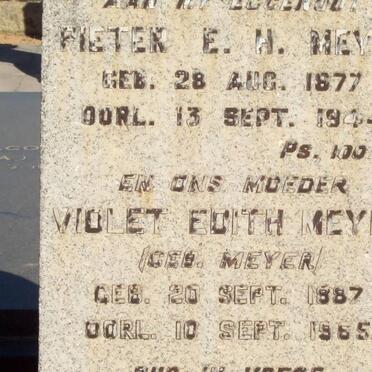 PIETER E. H. MEY
GEB. 28 AUG. 1877
OORL. 13 SEPT. 194
Ps. 100
EN ONS MOEDER
VIOLET EDITH MEY
(GEB. MEYER)
GEB. 20 SEPT. 1887
OORL. 10 SEPT. 1965